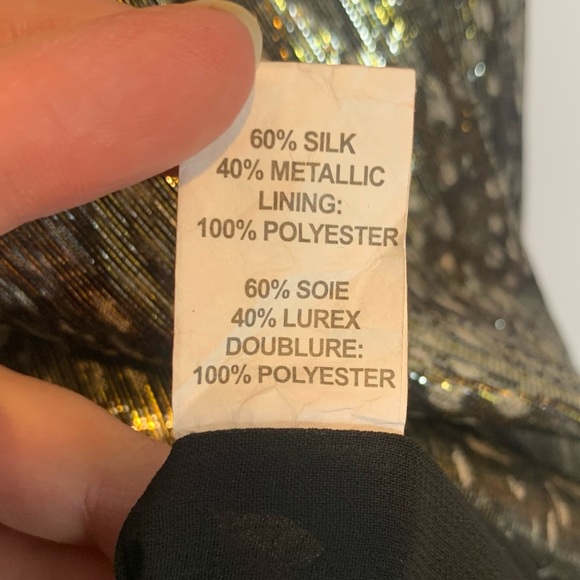 60% SILK
40% METALLIC
LINING:
100% POLYESTER
60% SOIE
40% LUREX
DOUBLURE:
100% POLYESTER